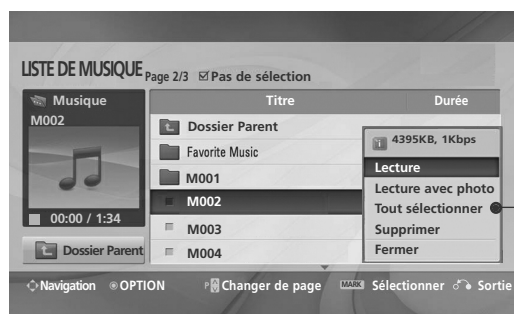 LISTE DE MUSIQUE Page 2/3 ☑ Pas de sélection
Musique
M002
00:00 / 1:34
Dossier Parent
Titre Durée
Dossier Parent
Favorite Music
M001
M002
M003
M004
4395KB, 1Kbps
Lecture
Lecture avec photo
Tout sélectionner
Supprimer
Fermer
Navigation OPTION P Changer de page MARK Sélectionner Sortie